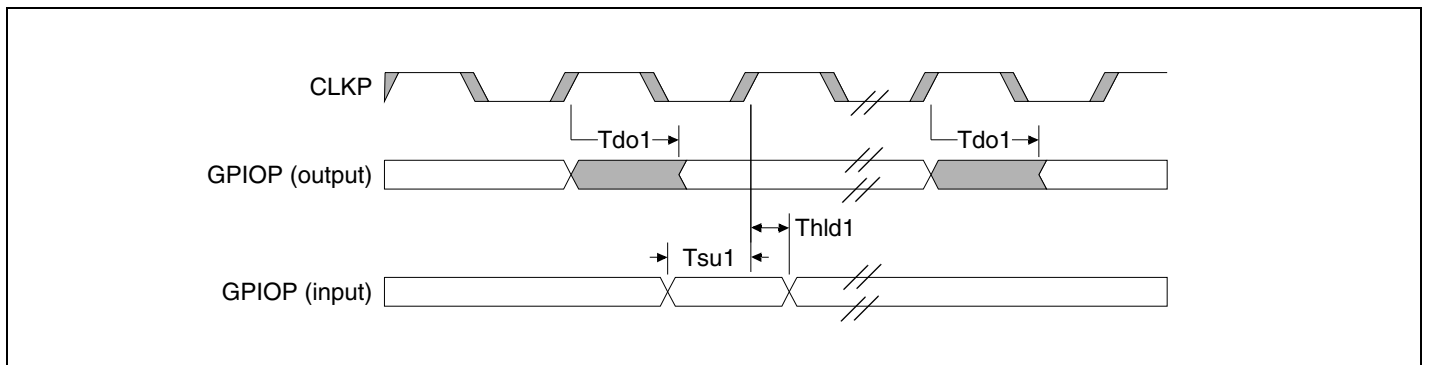 CLKP
Tdo1
Tdo1
GPIOP (output)
Thld1
Tsu1
GPIOP (input)